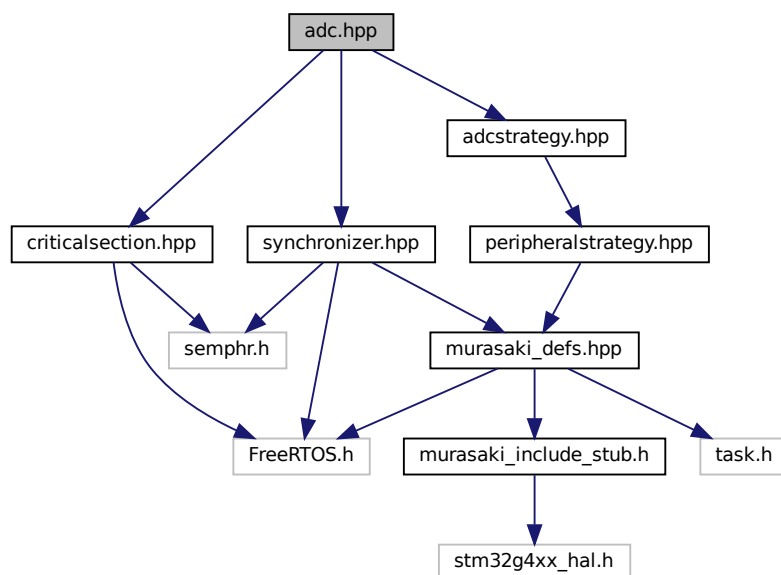 adc.hpp
adcstrategy.hpp
criticalsection.hpp
synchronizer.hpp
peripheralstrategy.hpp
semphr.h
murasaki_defs.hpp
FreeRTOS.h
murasaki_include_stub.h
task.h
stm32g4xx_hal.h